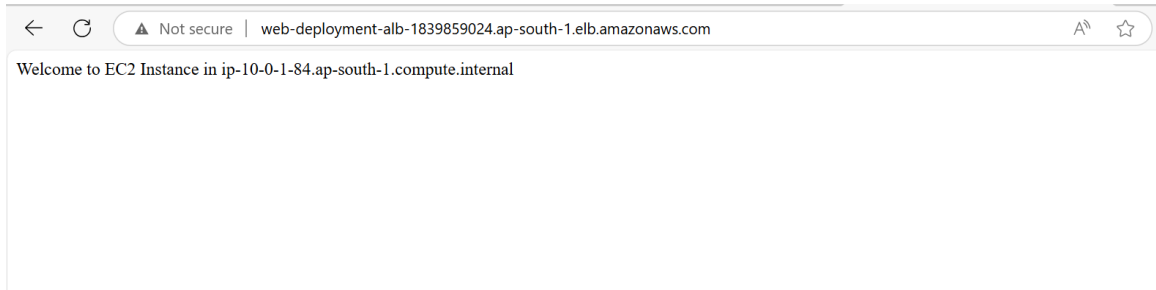 Not secure | web-deployment-alb-1839859024.ap-south-1.elb.amazonaws.com A
Welcome to EC2 Instance in ip-10-0-1-84.ap-south-1.compute.internal